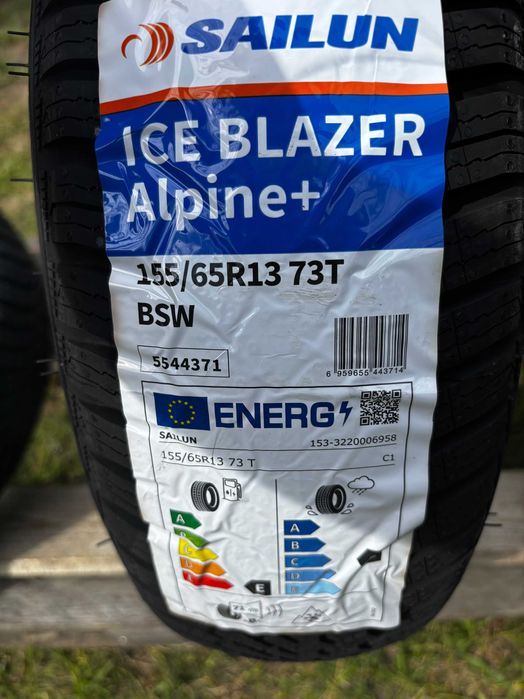 SAILUN
ICE BLAZER
Alpine+
155/65R13 73T
BSW
5544371
6 959655 443714
ENERG
SAILUN
153-3220006958
155/65R13 73 T
C1
A
B
C
D
E
A
B
C
D
E
E